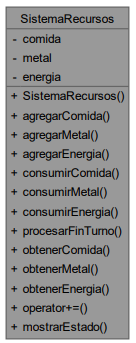 SistemaRecursos
- comida
- metal
- energia
+ SistemaRecursos()
+ agregarComida()
+ agregarMetal()
+ agregarEnergia()
+ consumirComida()
+ consumirMetal()
+ consumirEnergia()
+ procesarFinTurno()
+ obtenerComida()
+ obtenerMetal()
+ obtenerEnergia()
+ operator+=()
+ mostrarEstado()